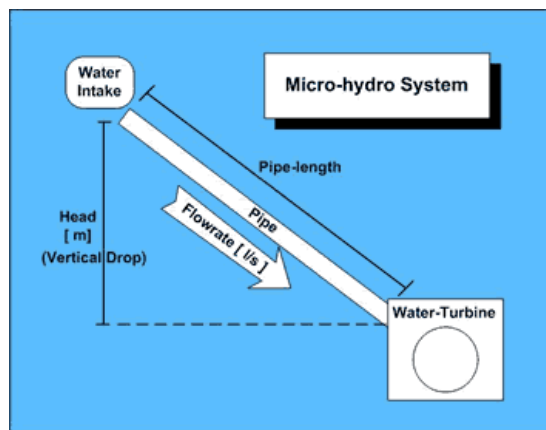 Water
Intake
Micro-hydro System
Pipe-length
Head
[ m]
(Vertical Drop)
Pipe
Flowrate [ l/s ]
Water-Turbine